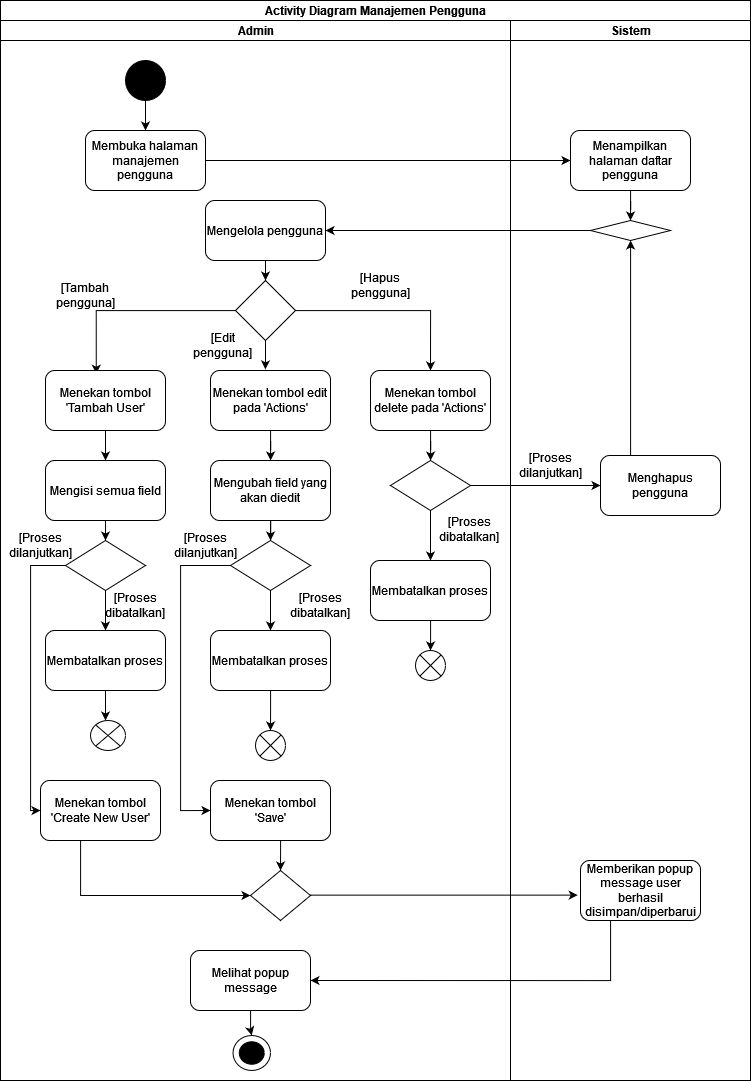 Activity Diagram Manajemen Pengguna
Admin
Sistem
Membuka halaman
manajemen
pengguna
Menampilkan
halaman daftar
pengguna
Mengelola pengguna
[Tambah
pengguna]
[Edit
pengguna]
[Hapus
pengguna]
Menekan tombol
'Tambah User'
Menekan tombol edit
pada 'Actions'
Menekan tombol
delete pada 'Actions'
Mengisi semua field
Mengubah field yang
akan diedit
[Proses
dilanjutkan]
Menghapus
pengguna
[Proses
dibatalkan]
[Proses
dilanjutkan]
[Proses
dilanjutkan]
Membatalkan proses
[Proses
dibatalkan]
[Proses
dibatalkan]
Membatalkan proses
Membatalkan proses
Menekan tombol
'Create New User'
Menekan tombol
'Save'
Memberikan popup
message user
berhasil
disimpan/diperbarui
Melihat popup
message